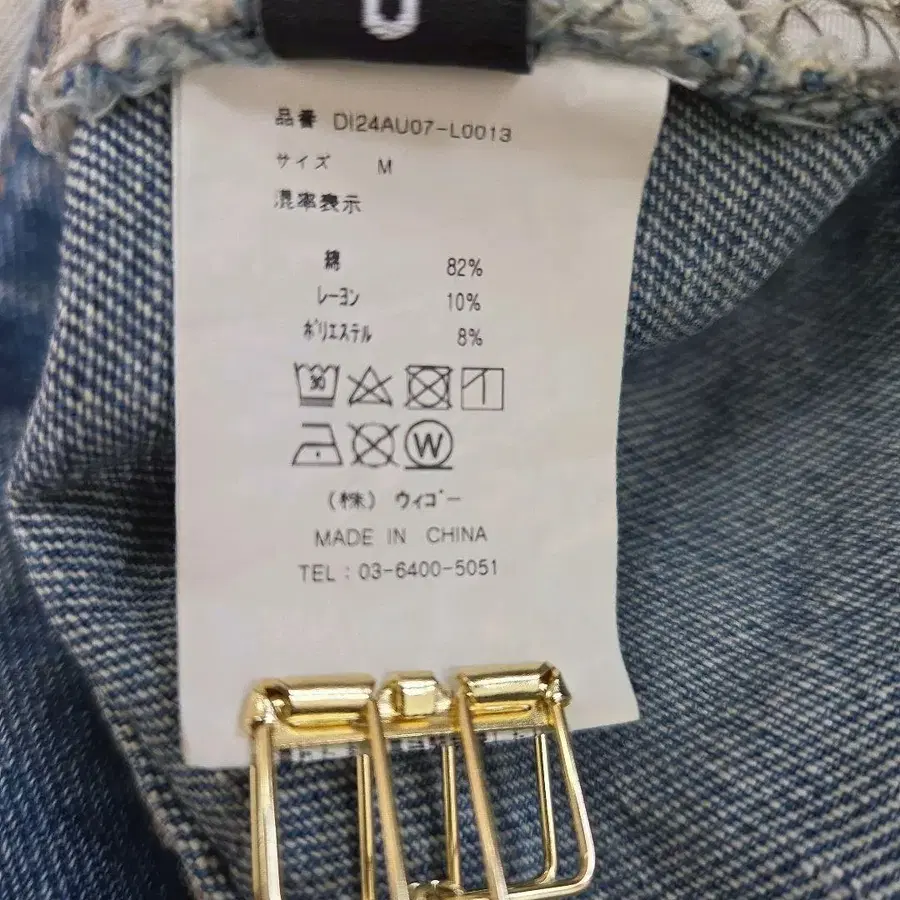 品番 DI24AU07-L0013
サイズ M
混率表示
綿 82%
レーヨン 10%
ポリエステル 8%
30
W
(株) ウィゴー
MADE IN CHINA
TEL : 03-6400-5051